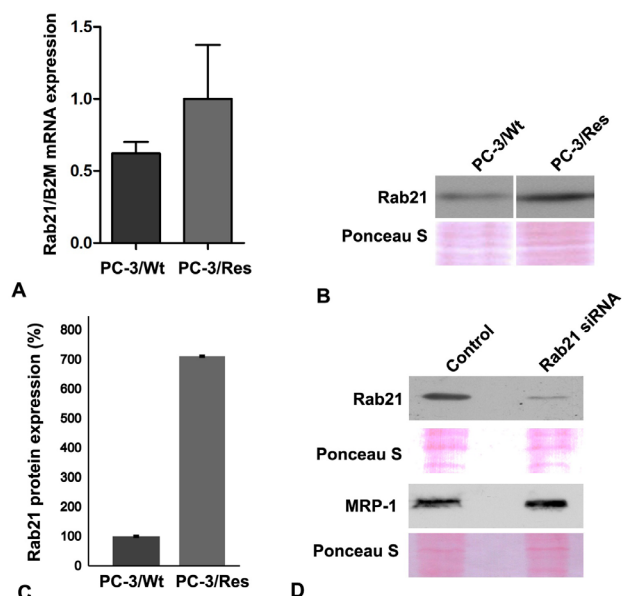 Rab21/B2M mRNA expression
1.5
1.0
0.5
0.0
PC-3/Wt PC-3/Res
A
PC-3/Wt PC-3/Res
Rab21
Ponceau S
B
Rab21 protein expression (%)
800
700
600
500
400
300
200
100
0
PC-3/Wt PC-3/Res
C
Control Rab21 siRNA
Rab21
Ponceau S
MRP-1
Ponceau S
D